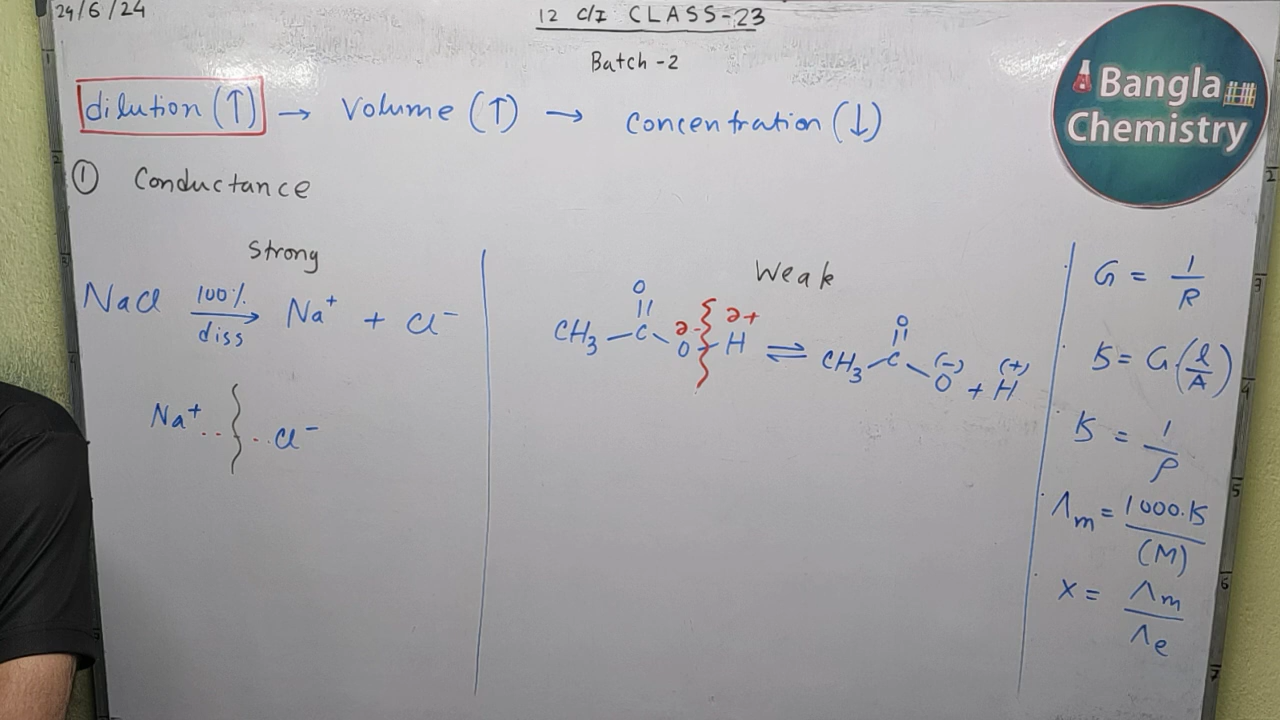 29/6/24
12 C/I CLASS-23
Batch-2
Bangla
Chemistry
dilution (↑) → Volume (↑) → Concentration (↓)
① Conductance
Strong
NaCl 100% diss → Na⁺ + Cl⁻
Na⁺ ..}.. Cl⁻
Weak
O
||
CH₃ — C — O ∂- } ∂+ H ⇌ CH₃ — C (=O) — O(-) + H(+)
G = 1/R
K = G(l/A)
K = 1/ρ
Λm = 1000.K/(M)
x = Λm/Λe